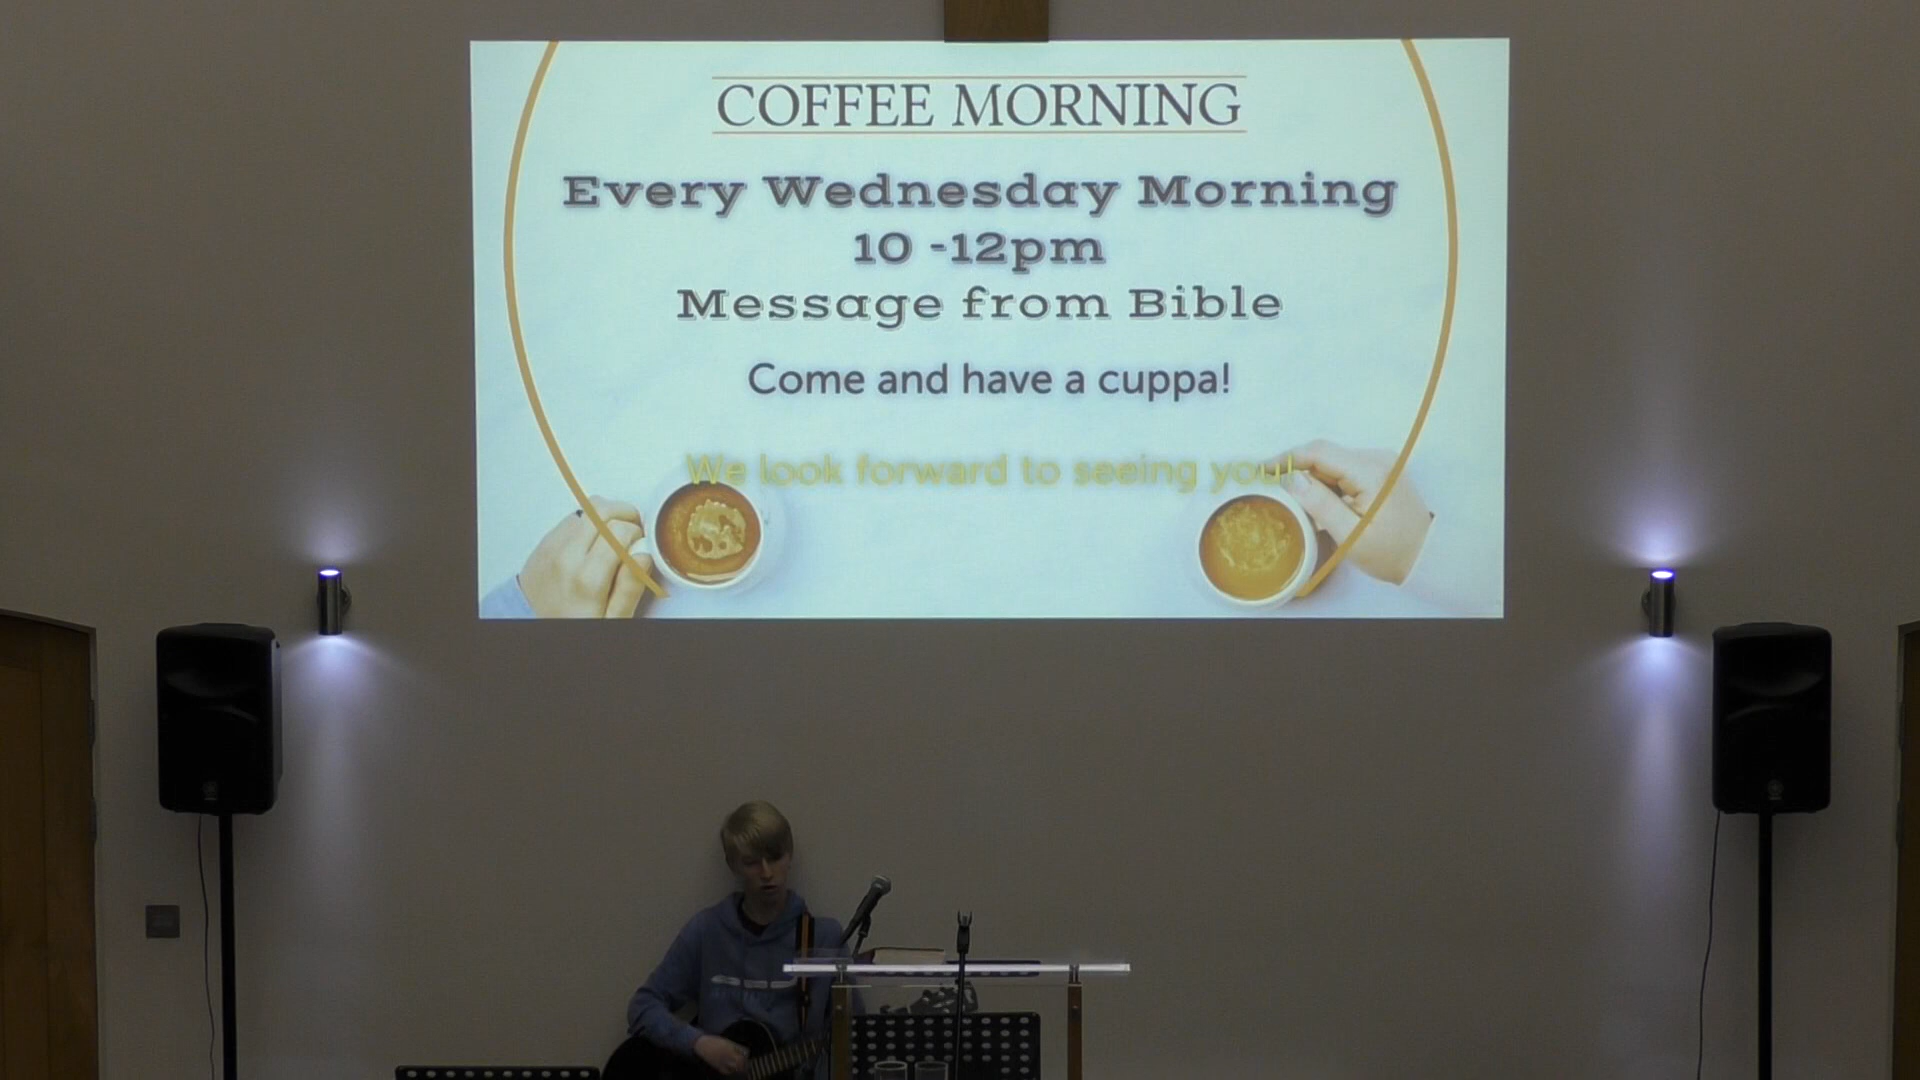 COFFEE MORNING
Every Wednesday Morning
10 -12pm
Message from Bible
Come and have a cuppa!
We look forward to seeing you!